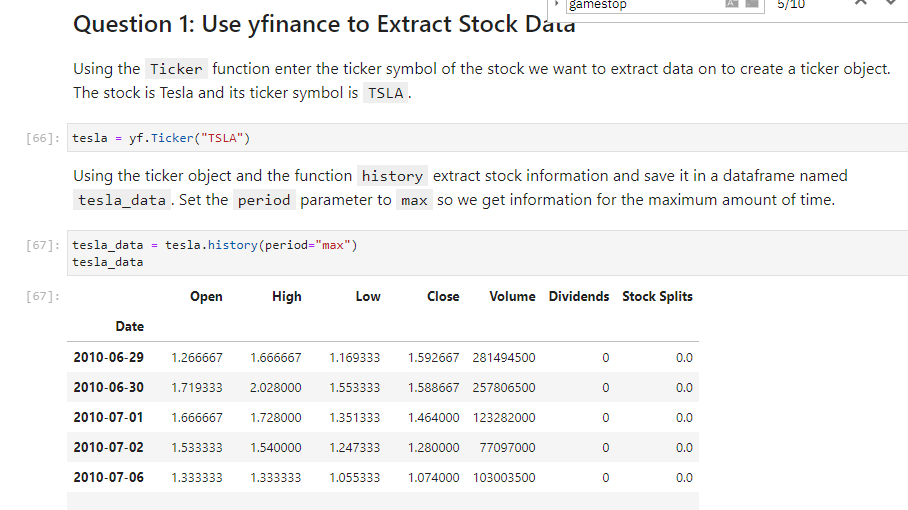 gamestop
5/10
Question 1: Use yfinance to Extract Stock Data
Using the Ticker function enter the ticker symbol of the stock we want to extract data on to create a ticker object.
The stock is Tesla and its ticker symbol is TSLA .
[66]: tesla = yf.Ticker("TSLA")
Using the ticker object and the function history extract stock information and save it in a dataframe named
tesla_data . Set the period parameter to max so we get information for the maximum amount of time.
[67]: tesla_data = tesla.history(period="max")
tesla_data
[67]: Open High Low Close Volume Dividends Stock Splits
Date
2010-06-29 1.266667 1.666667 1.169333 1.592667 281494500 0 0.0
2010-06-30 1.719333 2.028000 1.553333 1.588667 257806500 0 0.0
2010-07-01 1.666667 1.728000 1.351333 1.464000 123282000 0 0.0
2010-07-02 1.533333 1.540000 1.247333 1.280000 77097000 0 0.0
2010-07-06 1.333333 1.333333 1.055333 1.074000 103003500 0 0.0